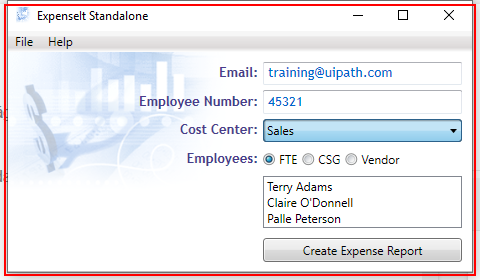 ExpenseIt Standalone
File Help
Email: training@uipath.com
Employee Number: 45321
Cost Center: Sales
Employees: FTE CSG Vendor
Terry Adams
Claire O'Donnell
Palle Peterson
Create Expense Report